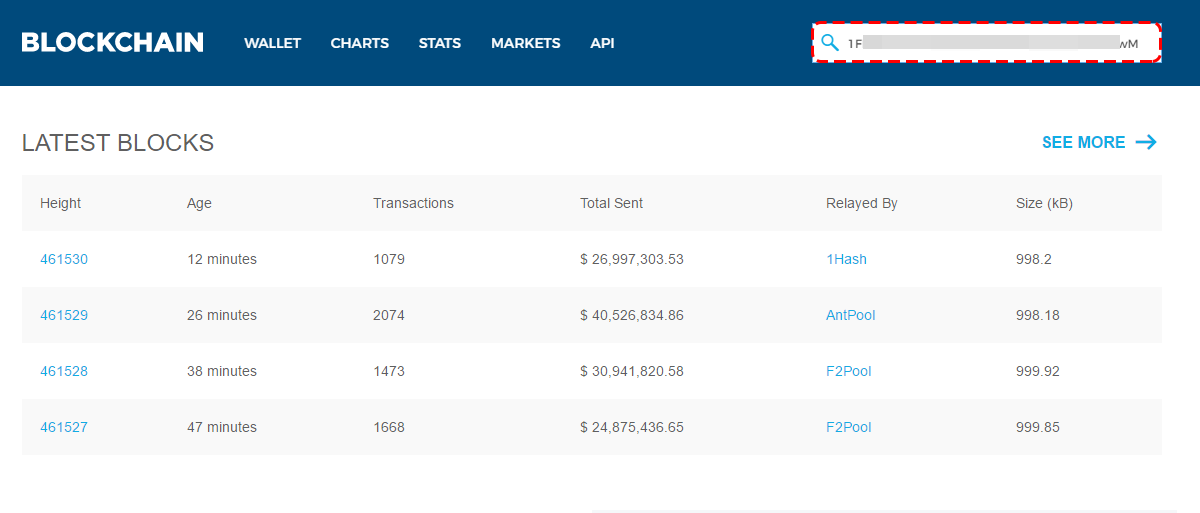 BLOCKCHAIN WALLET CHARTS STATS MARKETS API 1F wM
LATEST BLOCKS SEE MORE
Height Age Transactions Total Sent Relayed By Size (kB)
461530 12 minutes 1079 $ 26,997,303.53 1Hash 998.2
461529 26 minutes 2074 $ 40,526,834.86 AntPool 998.18
461528 38 minutes 1473 $ 30,941,820.58 F2Pool 999.92
461527 47 minutes 1668 $ 24,875,436.65 F2Pool 999.85